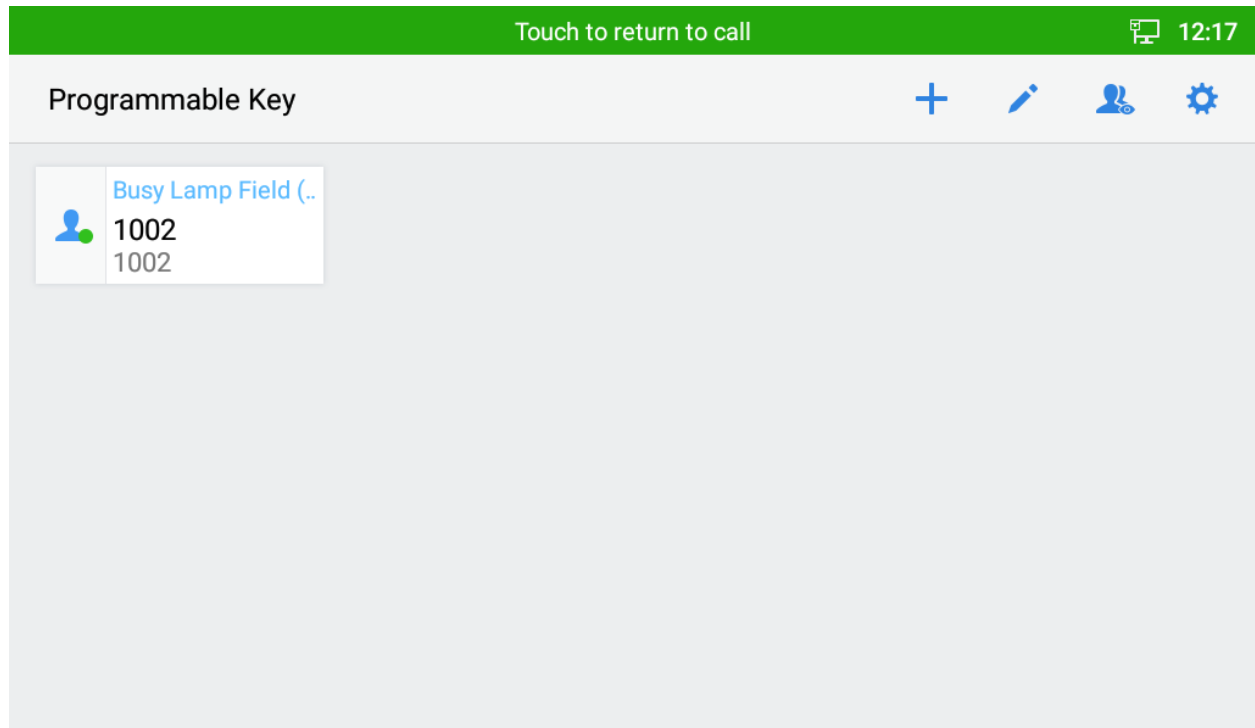 Touch to return to call
12:17
Programmable Key
Busy Lamp Field (..
1002
1002